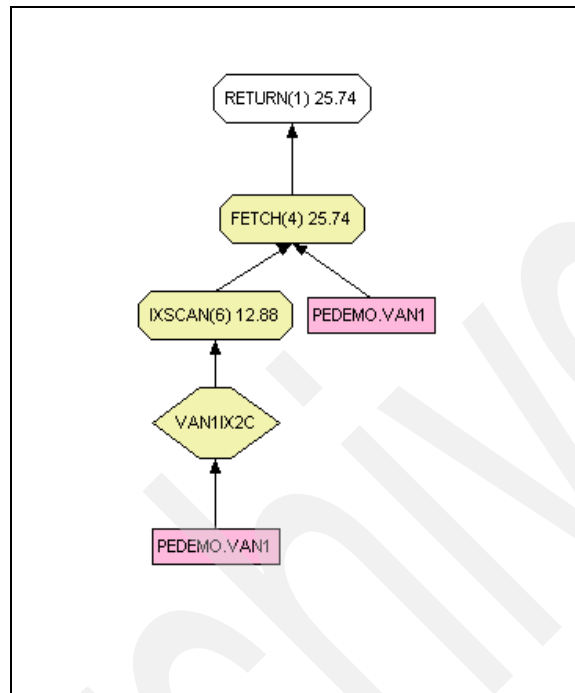 RETURN(1) 25.74
FETCH(4) 25.74
IXSCAN(6) 12.88
PEDEMO.VAN1
VAN1IX2C
PEDEMO.VAN1